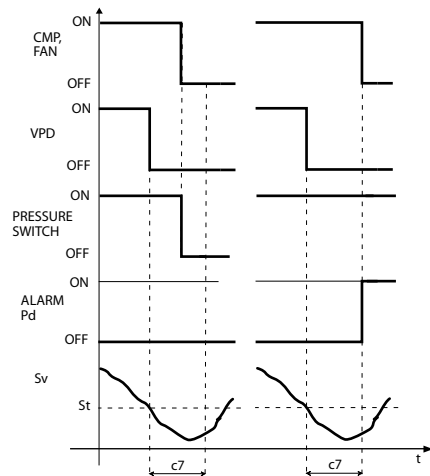 ON
CMP,
FAN
OFF
ON
VPD
OFF
ON
PRESSURE
SWITCH
OFF
ON
ALARM
Pd
OFF
Sv
St
c7
c7
t